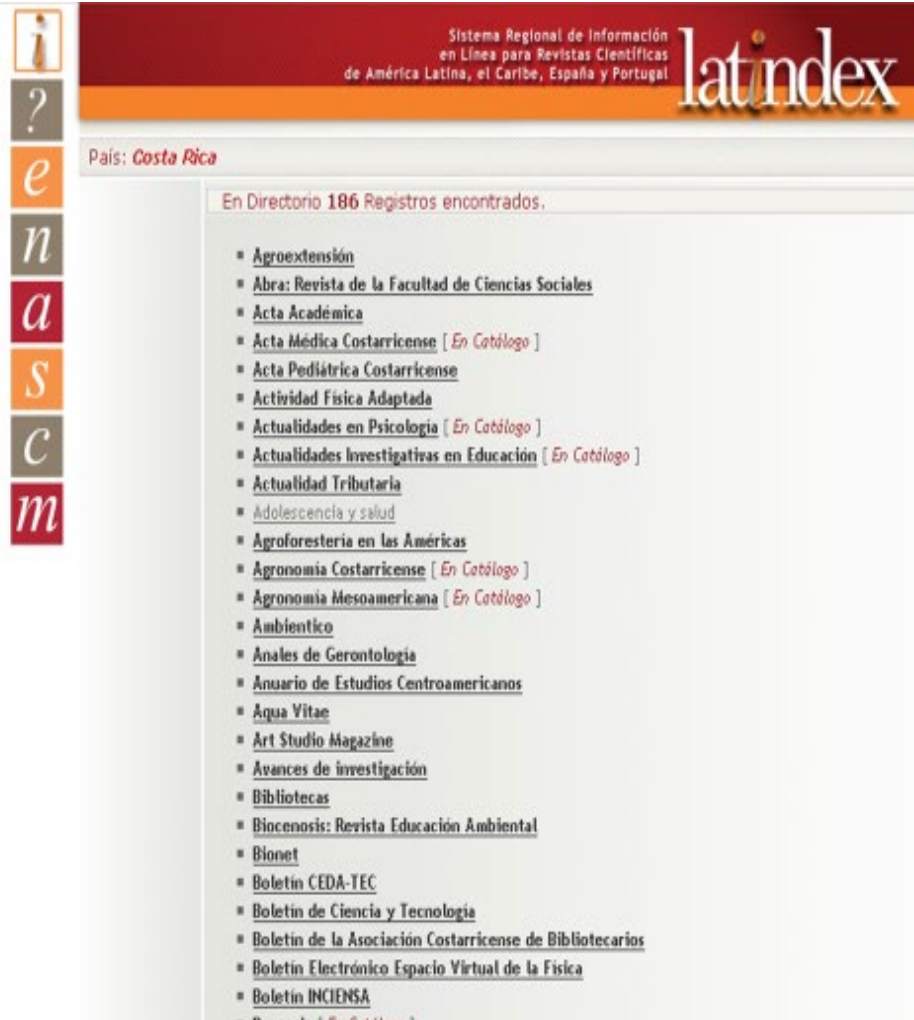 i
?
e
n
a
s
c
m
Sistema Regional de Información
en Línea para Revistas Científicas
de América Latina, el Caribe, España y Portugal
latindex
País: Costa Rica
En Directorio 186 Registros encontrados.
Agroextensión
Abra: Revista de la Facultad de Ciencias Sociales
Acta Académica
Acta Médica Costarricense [ En Catálogo ]
Acta Pediátrica Costarricense
Actividad Física Adaptada
Actualidades en Psicología [ En Catálogo ]
Actualidades Investigativas en Educación [ En Catálogo ]
Actualidad Tributaria
Adolescencia y salud
Agroforestería en las Américas
Agronomía Costarricense [ En Catálogo ]
Agronomía Mesoamericana [ En Catálogo ]
Ambientico
Anales de Gerontología
Anuario de Estudios Centroamericanos
Aqua Vitae
Art Studio Magazine
Avances de investigación
Bibliotecas
Biocenosis: Revista Educación Ambiental
Bionet
Boletín CEDA-TEC
Boletín de Ciencia y Tecnología
Boletín de la Asociación Costarricense de Bibliotecarios
Boletín Electrónico Espacio Virtual de la Física
Boletín INCIENSA